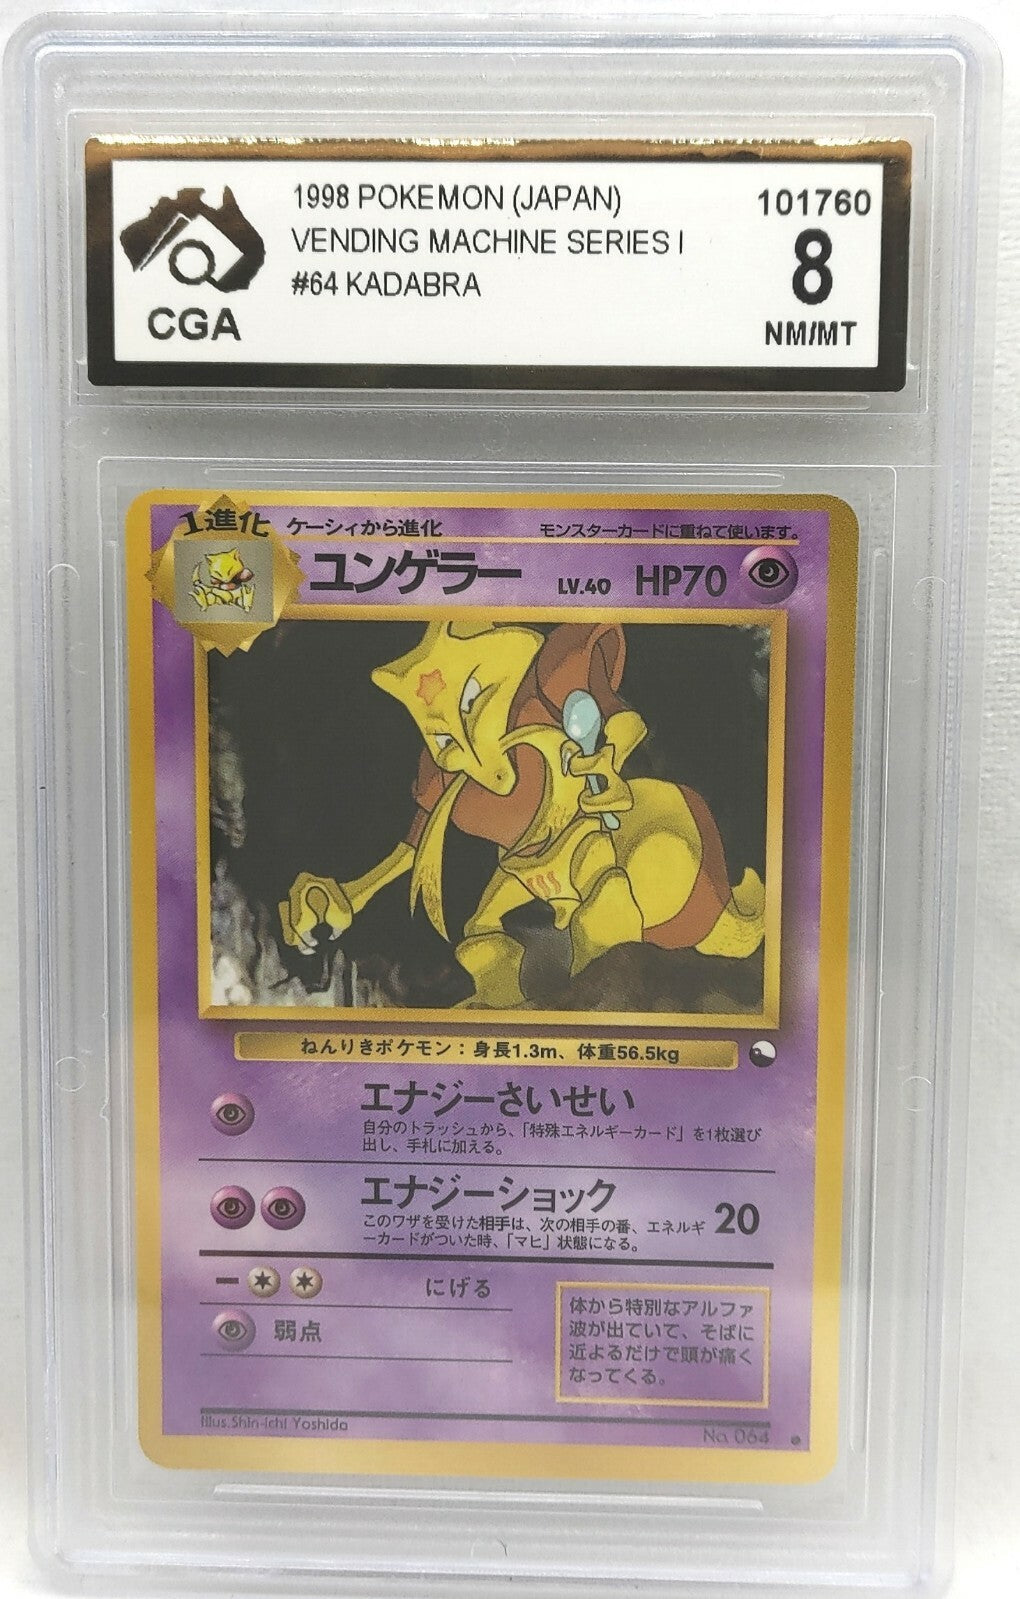 1998 POKEMON (JAPAN)
VENDING MACHINE SERIES I
#64 KADABRA
CGA
101760
8
NM/MT
1進化 ケーシィから進化 モンスターカードに重ねて使います。
ユンゲラー LV.40 HP70
ねんりきポケモン：身長1.3m、体重56.5kg
エナジーさいせい
自分のトラッシュから、「特殊エネルギーカード」を1枚選び
出し、手札に加える。
エナジーショック 20
このワザを受けた相手は、次の相手の番、エネルギ
ーカードがついた時、「マヒ」状態になる。
にげる
弱点
体から特別なアルファ
波が出ていて、そばに
近よるだけで頭が痛く
なってくる。
Illus.Shin-ichi Yoshida
No. 064